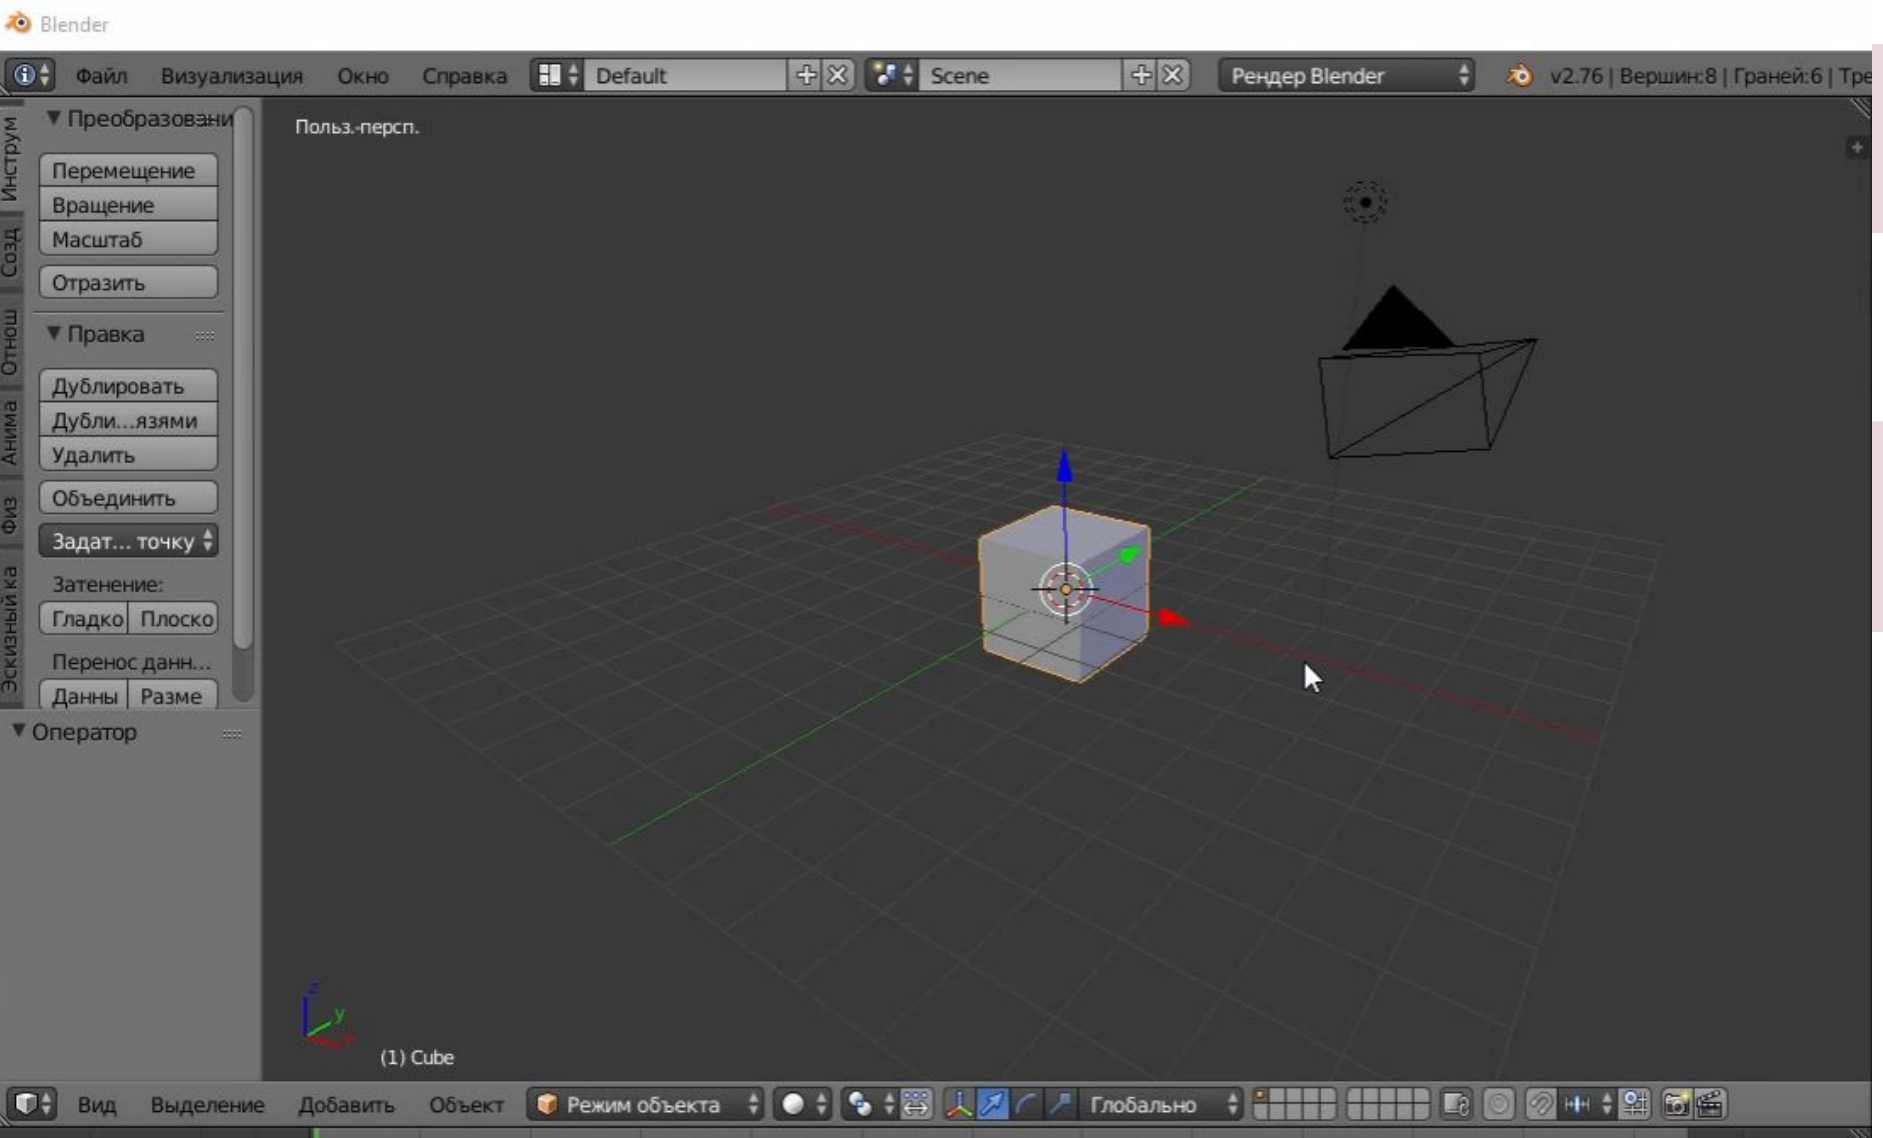 Blender
Файл Визуализация Окно Справка Default Scene Рендер Blender v2.76 | Вершин:8 | Граней:6 | Тре
Преобразовани
Польз.-персп.
Инструм
Перемещение
Вращение
Масштаб
Созд
Отразить
Отнош
Правка
Дублировать
Дубли...язями
Анима
Удалить
Объединить
Физ
Задат... точку
Затенение:
Эскизный ка
Гладко Плоско
Перенос данн...
Данны Разме
Оператор
z
y
x
(1) Cube
Вид Выделение Добавить Объект Режим объекта Глобально